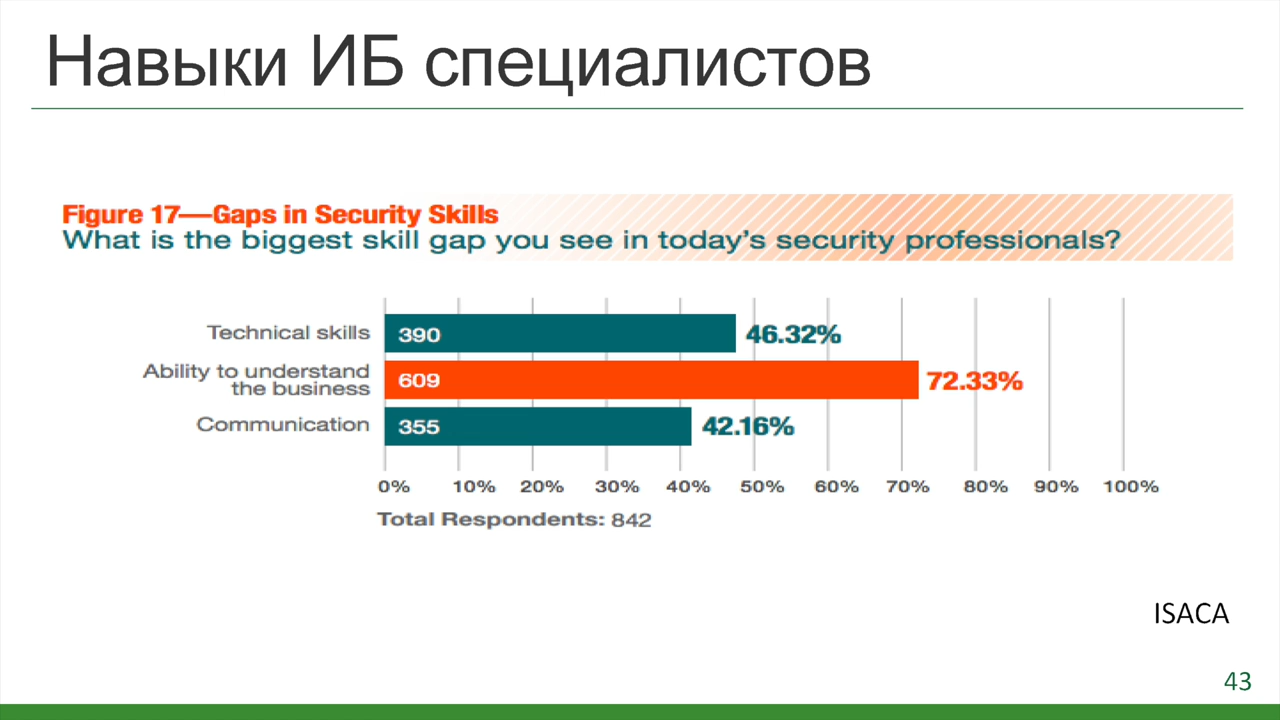 Навыки ИБ специалистов
Figure 17—Gaps in Security Skills
What is the biggest skill gap you see in today’s security professionals?
Technical skills 390 46.32%
Ability to understand
the business 609 72.33%
Communication 355 42.16%
0% 10% 20% 30% 40% 50% 60% 70% 80% 90% 100%
Total Respondents: 842
ISACA
43